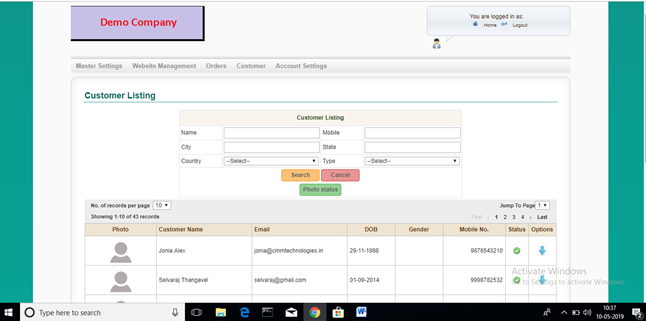 Demo Company
You are logged in as:
Home Logout
Master Settings Website Management Orders Customer Account Settings
Customer Listing
Customer Listing
Name Mobile
City State
Country --Select-- Type --Select--
Search Cancel
Photo status
No. of records per page 10 Jump To Page 1
Showing 1-10 of 43 records First 1 2 3 4 Last
Photo Customer Name Email DOB Gender Mobile No. Status Options
Jonia Alex jonia@cmmtechnologies.in 29-11-1988 9876543210
Selvaraj Thangavel selvaraj@gmail.com 01-09-2014 9998782532
Activate Windows
to Settings to activate Windows.
Type here to search
10:37
10-05-2019